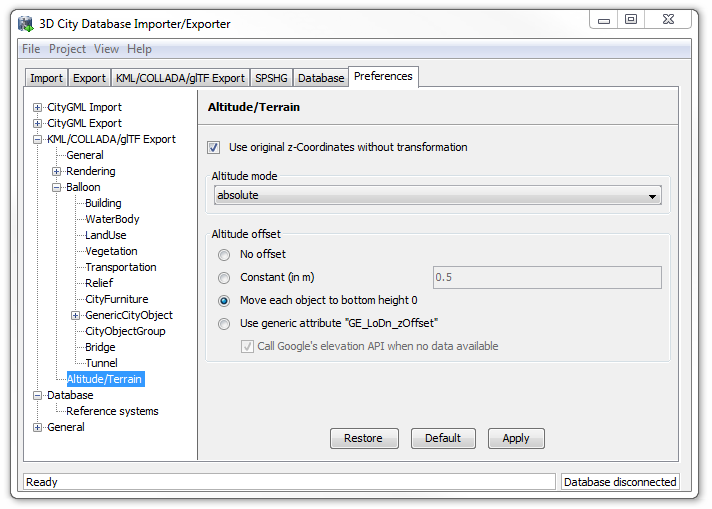 3D City Database Importer/Exporter
File Project View Help
Import Export KML/COLLADA/glTF Export SPSHG Database Preferences
CityGML Import
CityGML Export
KML/COLLADA/glTF Export
General
Rendering
Balloon
Building
WaterBody
LandUse
Vegetation
Transportation
Relief
CityFurniture
GenericCityObject
CityObjectGroup
Bridge
Tunnel
Altitude/Terrain
Database
Reference systems
General
Altitude/Terrain
Use original z-Coordinates without transformation
Altitude mode
absolute
Altitude offset
No offset
Constant (in m) 0.5
Move each object to bottom height 0
Use generic attribute "GE_LoDn_zOffset"
Call Google's elevation API when no data available
Restore Default Apply
Ready Database disconnected